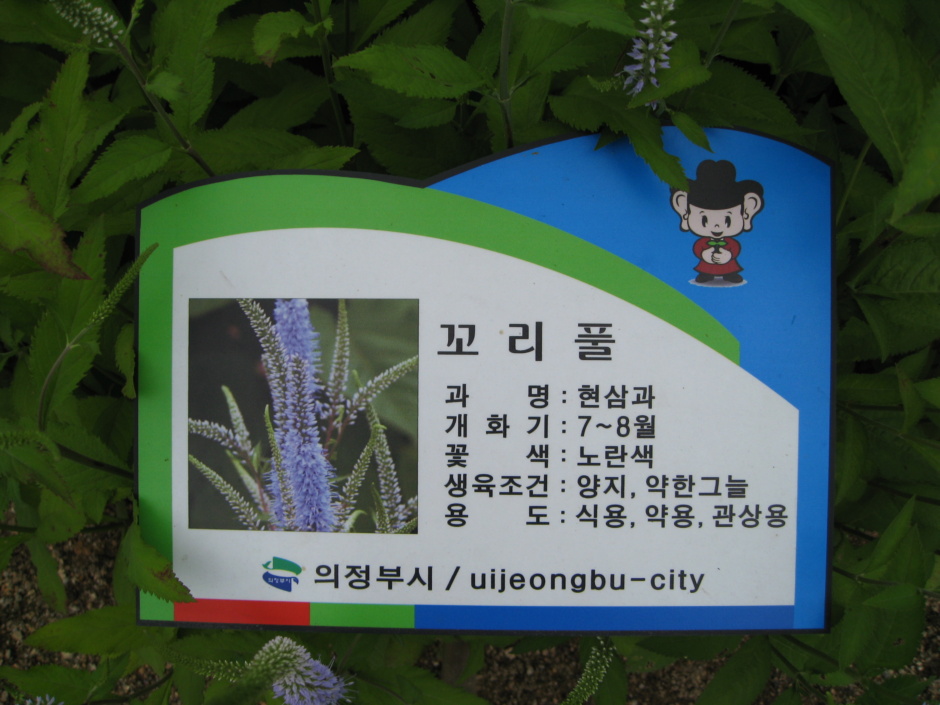 꼬리풀
과 명 : 현삼과
개 화 기 : 7~8월
꽃 색 : 노란색
생육조건 : 양지, 약한그늘
용 도 : 식용, 약용, 관상용
의정부시 / uijeongbu-city